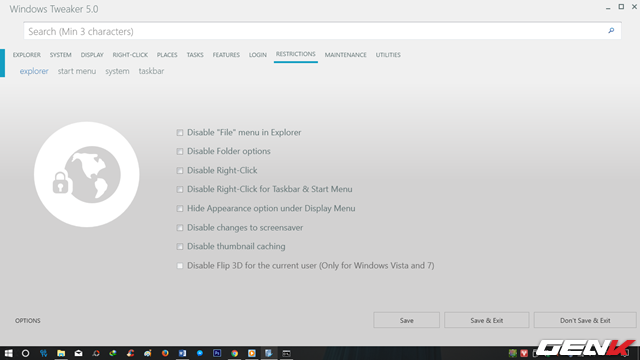 Windows Tweaker 5.0
Search (Min 3 characters)
EXPLORER SYSTEM DISPLAY RIGHT-CLICK PLACES TASKS FEATURES LOGIN RESTRICTIONS MAINTENANCE UTILITIES
explorer start menu system taskbar
Disable "File" menu in Explorer
Disable Folder options
Disable Right-Click
Disable Right-Click for Taskbar & Start Menu
Hide Appearance option under Display Menu
Disable changes to screensaver
Disable thumbnail caching
Disable Flip 3D for the current user (Only for Windows Vista and 7)
OPTIONS Save Save & Exit Don't Save & Exit
GENK